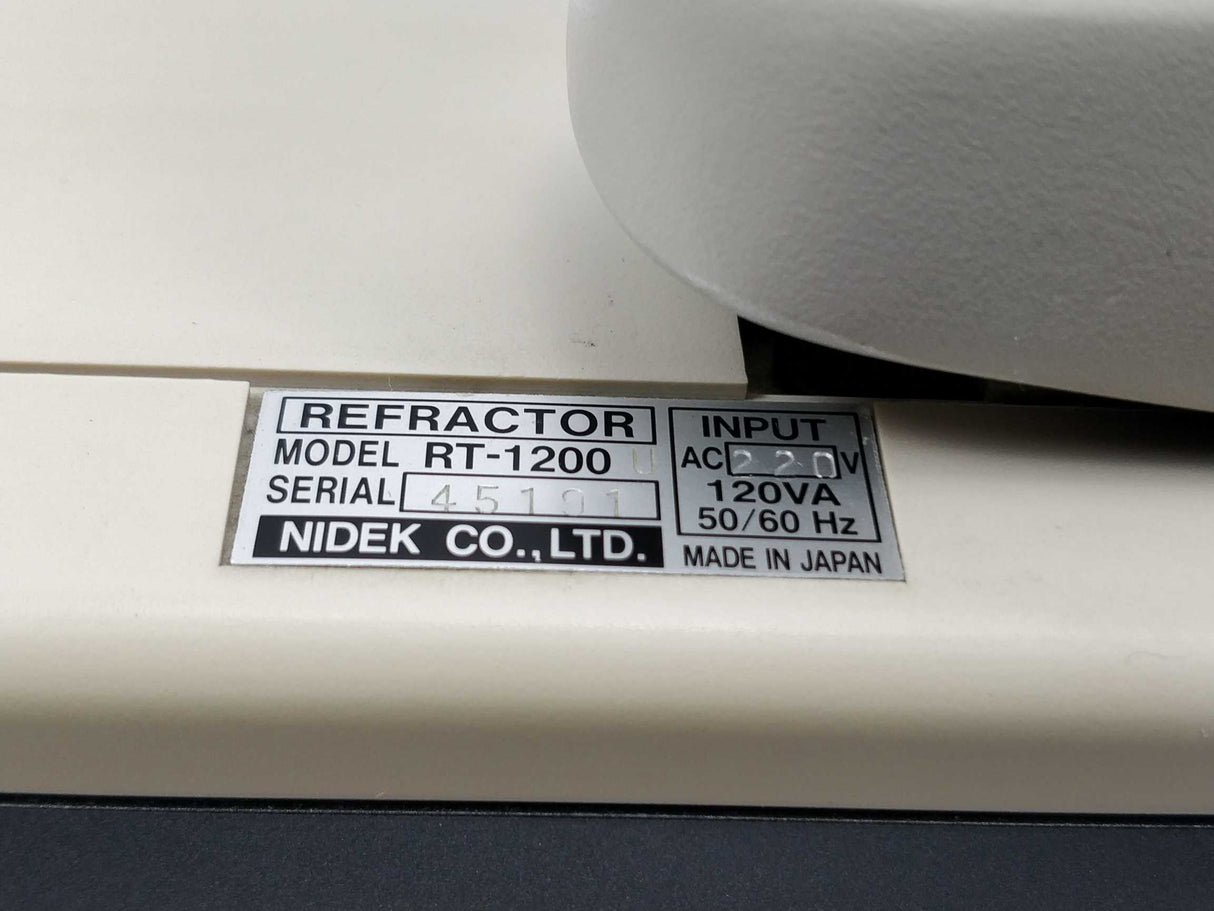 REFRACTOR
MODEL RT-1200 U
SERIAL 45191
NIDEK CO.,LTD.
INPUT
AC 220 V
120VA
50/60 Hz
MADE IN JAPAN